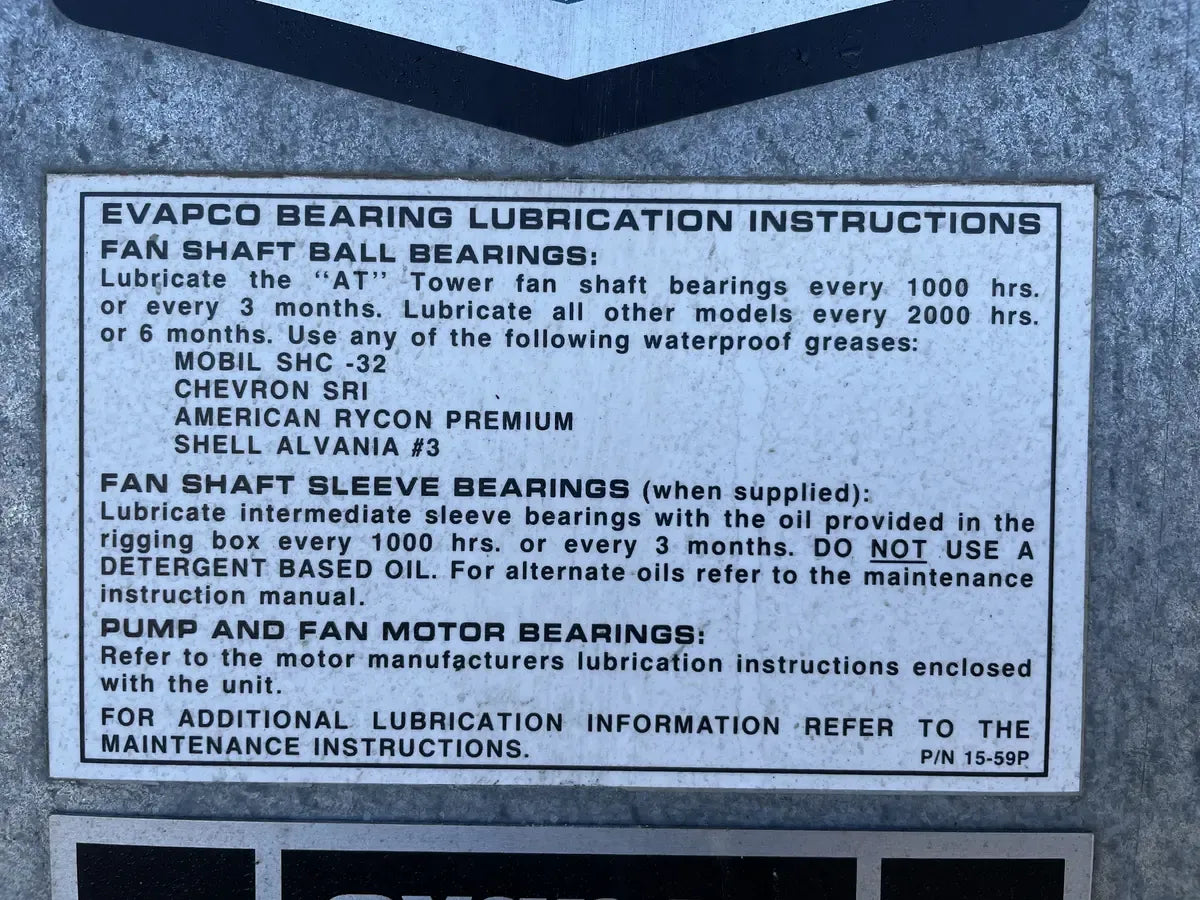 EVAPCO BEARING LUBRICATION INSTRUCTIONS
FAN SHAFT BALL BEARINGS:
Lubricate the "AT" Tower fan shaft bearings every 1000 hrs.
or every 3 months. Lubricate all other models every 2000 hrs.
or 6 months. Use any of the following waterproof greases:
MOBIL SHC -32
CHEVRON SRI
AMERICAN RYCON PREMIUM
SHELL ALVANIA #3
FAN SHAFT SLEEVE BEARINGS (when supplied):
Lubricate intermediate sleeve bearings with the oil provided in the
rigging box every 1000 hrs. or every 3 months. DO NOT USE A
DETERGENT BASED OIL. For alternate oils refer to the maintenance
instruction manual.
PUMP AND FAN MOTOR BEARINGS:
Refer to the motor manufacturers lubrication instructions enclosed
with the unit.
FOR ADDITIONAL LUBRICATION INFORMATION REFER TO THE
MAINTENANCE INSTRUCTIONS.
P/N 15-59P